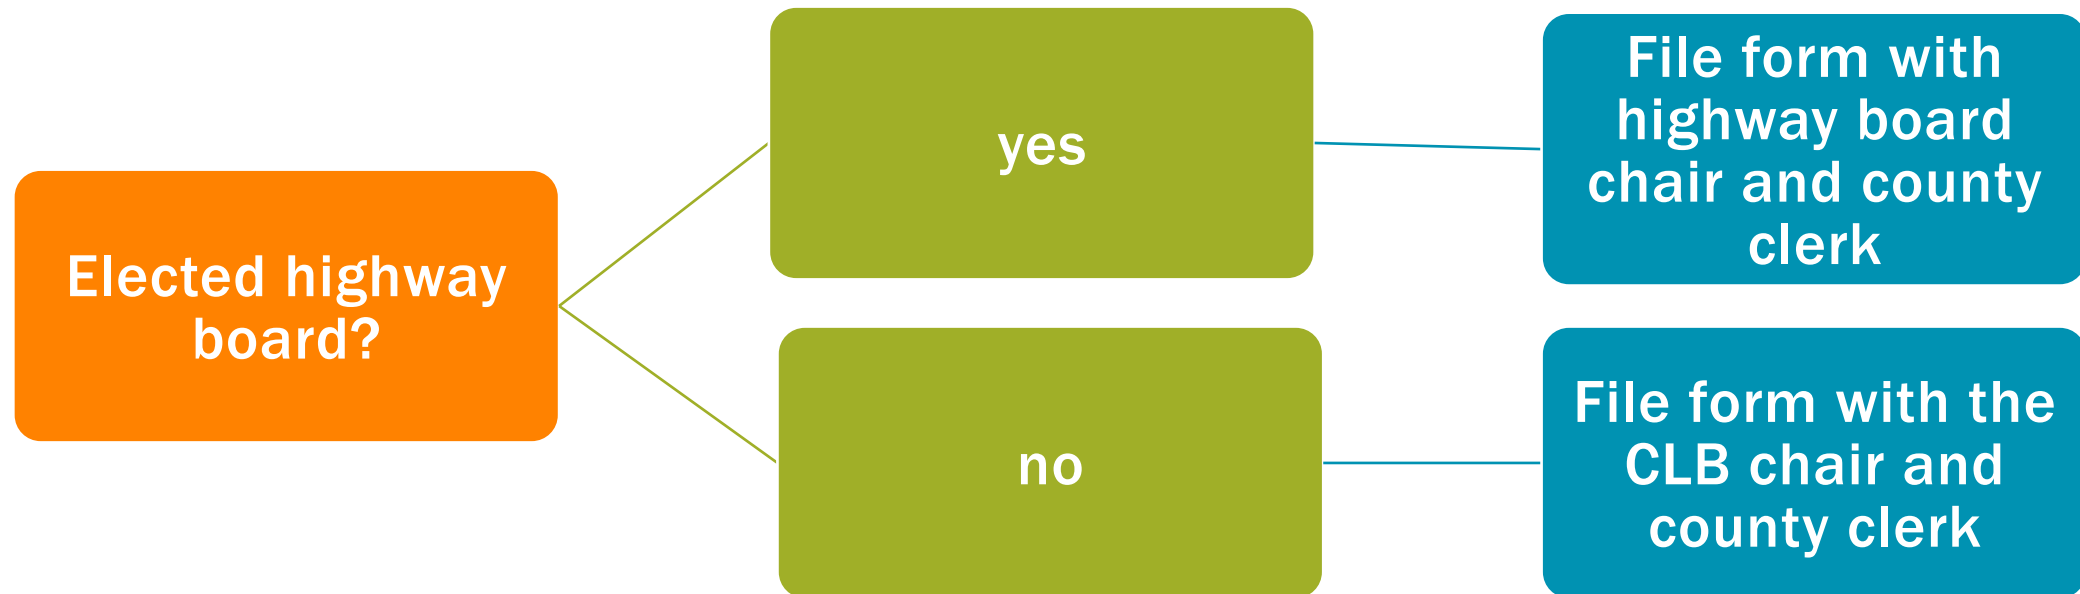 Elected highway
board?
yes
File form with
highway board
chair and county
clerk
no
File form with the
CLB chair and
county clerk